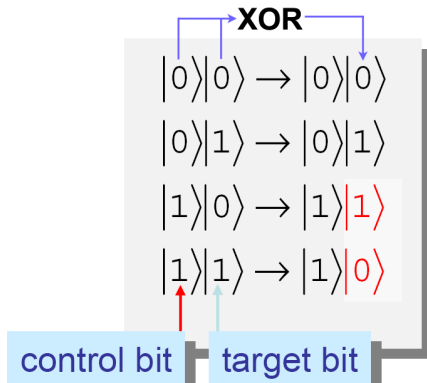 XOR
|0⟩|0⟩ → |0⟩|0⟩
|0⟩|1⟩ → |0⟩|1⟩
|1⟩|0⟩ → |1⟩|1⟩
|1⟩|1⟩ → |1⟩|0⟩
control bit target bit